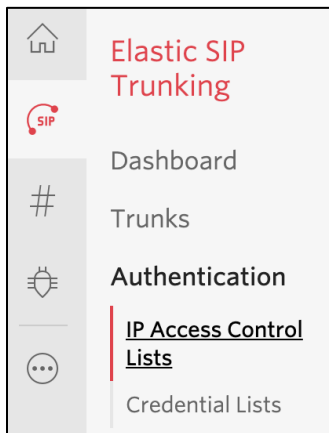 Elastic SIP
Trunking
SIP
Dashboard
#
Trunks
Authentication
IP Access Control
Lists
Credential Lists